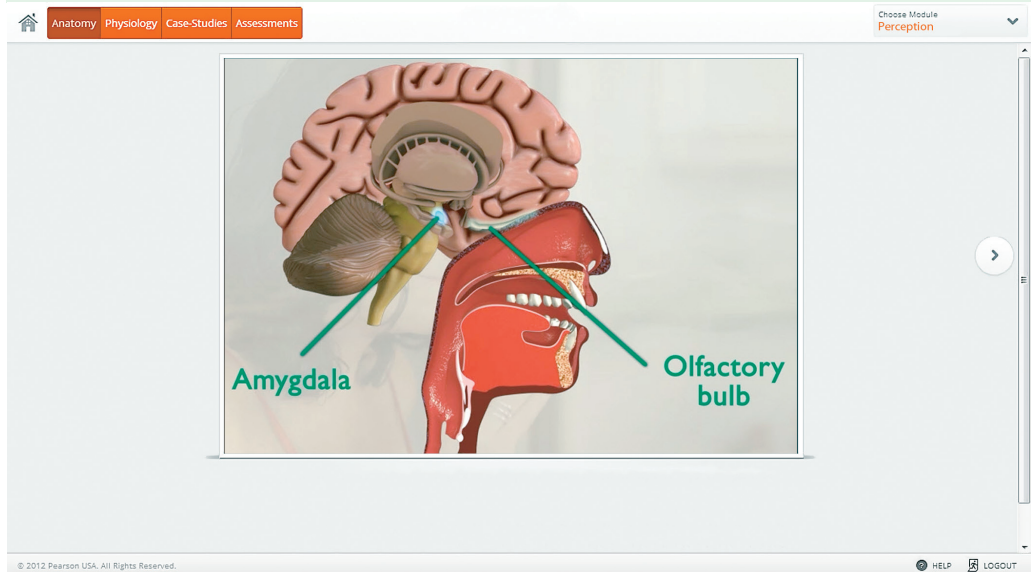 Anatomy Physiology Case-Studies Assessments
Choose Module
Perception
Amygdala
Olfactory
bulb
© 2012 Pearson USA. All Rights Reserved.
HELP LOGOUT